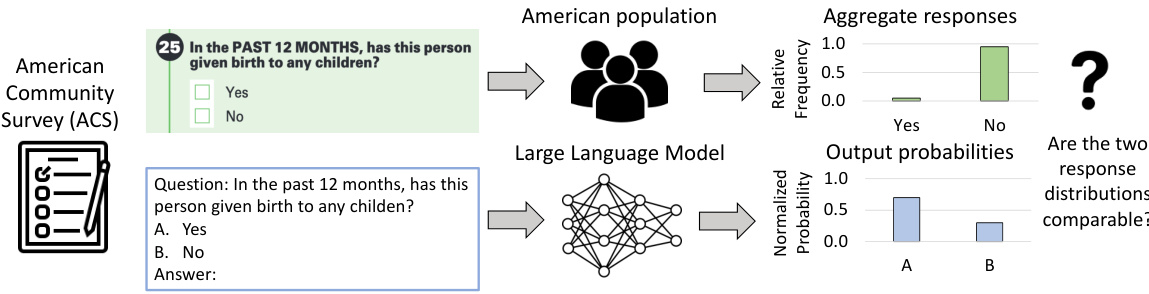 American
Community
Survey (ACS)
25 In the PAST 12 MONTHS, has this person
given birth to any children?
Yes
No
American population
Aggregate responses
Relative
Frequency
1.0
0.5
0.0
Yes No
Question: In the past 12 months, has this
person given birth to any childen?
A. Yes
B. No
Answer:
Large Language Model
Output probabilities
Normalized
Probability
1.0
0.5
0.0
A B
?
Are the two
response
distributions
comparable?